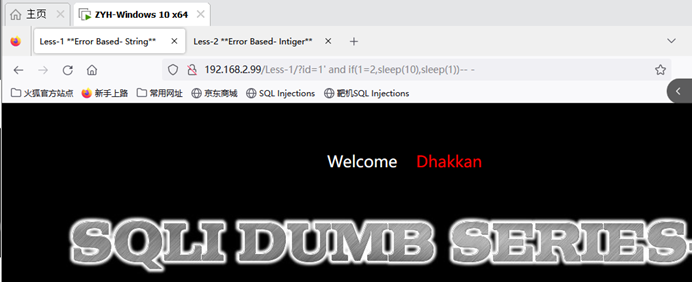 主页 ZYH-Windows 10 x64
Less-1 **Error Based- String** Less-2 **Error Based- Intiger**
192.168.2.99/Less-1/?id=1' and if(1=2,sleep(10),sleep(1))-- -
火狐官方站点 新手上路 常用网址 京东商城 SQL Injections 靶机SQL Injections
Welcome Dhakkan
SQLI DUMB SERIES-